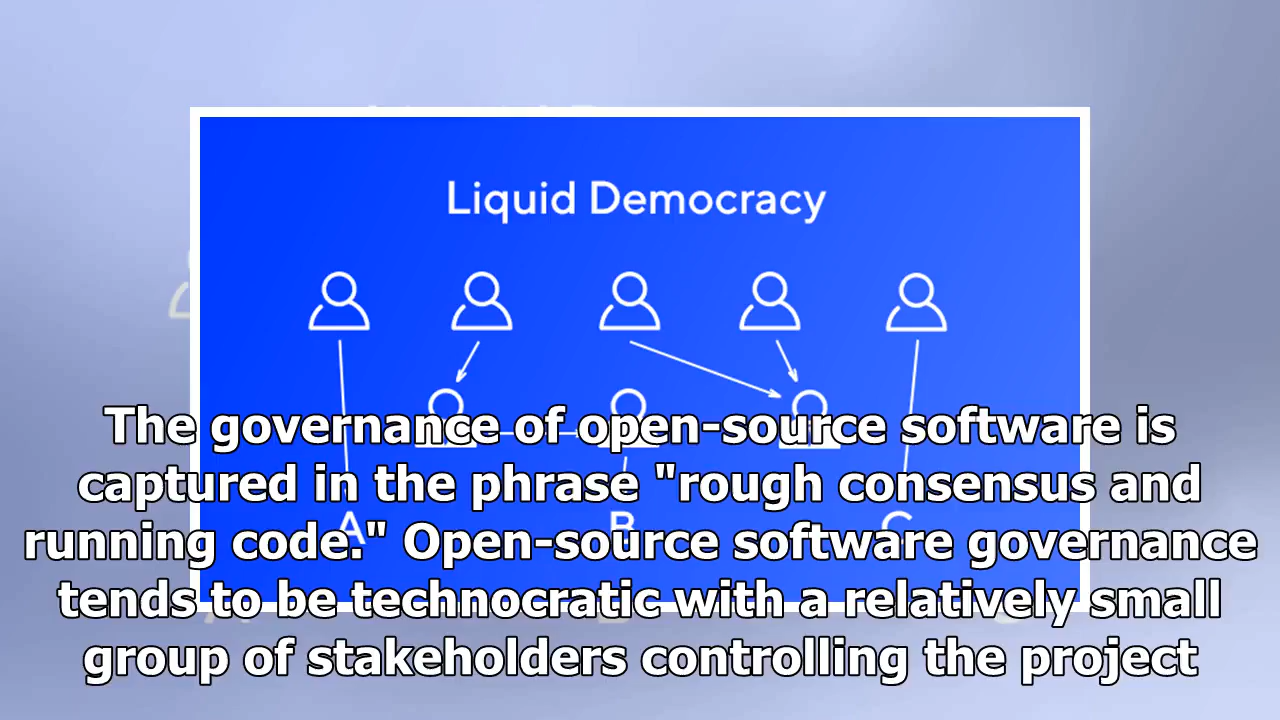 Liquid Democracy
The governance of open-source software is
captured in the phrase "rough consensus and
A B C
running code." Open-source software governance
tends to be technocratic with a relatively small
group of stakeholders controlling the project